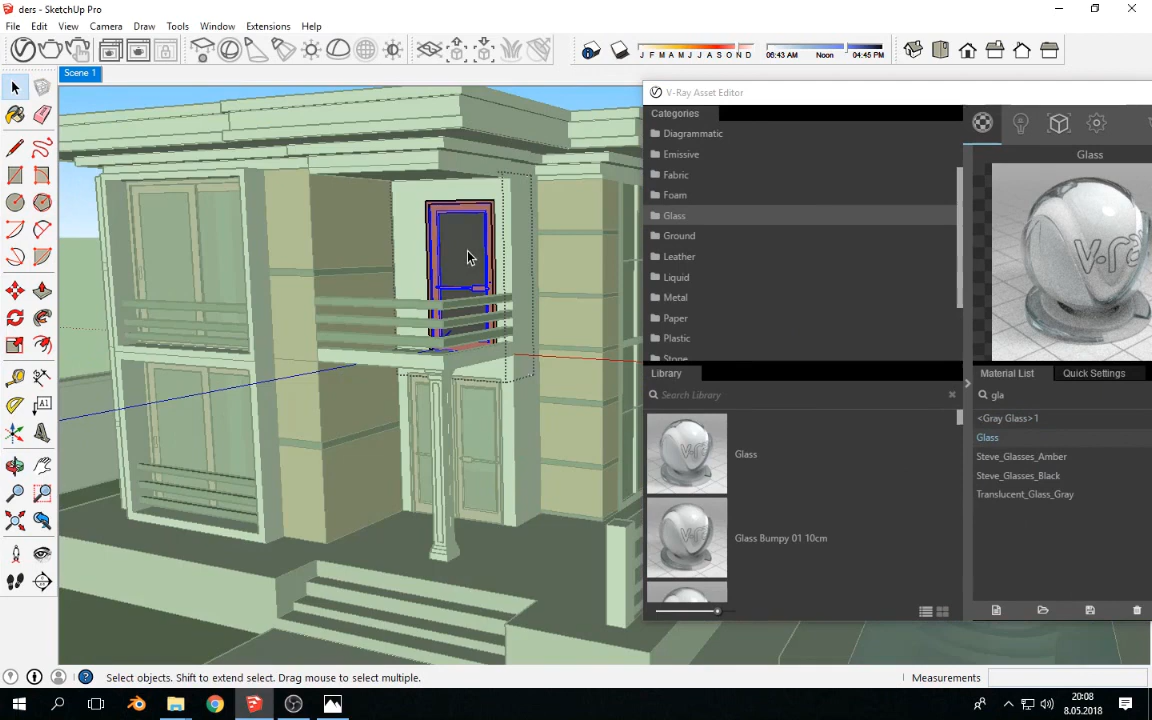 ders - SketchUp Pro
File Edit View Camera Draw Tools Window Extensions Help
J F M A M J J A S O N D
06:43 AM Noon 04:45 PM
Scene 1
V-Ray Asset Editor
Categories
Diagrammatic
Emissive
Fabric
Foam
Glass
Ground
Leather
Liquid
Metal
Paper
Plastic
Stone
Library
Search Library
Glass
Glass Bumpy 01 10cm
Glass
Material List Quick Settings
gla
<Gray Glass>1
Glass
Steve_Glasses_Amber
Steve_Glasses_Black
Translucent_Glass_Gray
A1
Select objects. Shift to extend select. Drag mouse to select multiple.
Measurements
20:08
8.05.2018